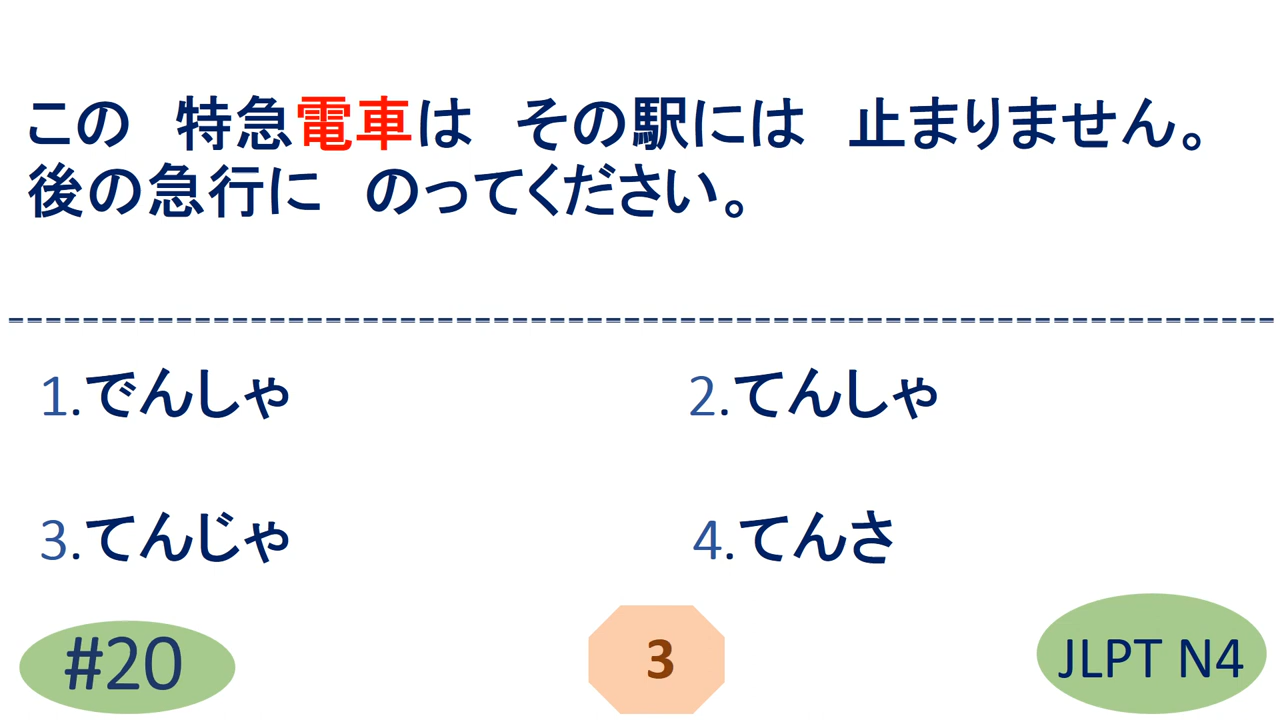 この　特急電車は　その駅には　止まりません。
後の急行に　のってください。
1.でんしゃ
2.てんしゃ
3.てんじゃ
4.てんさ
#20
3
JLPT N4